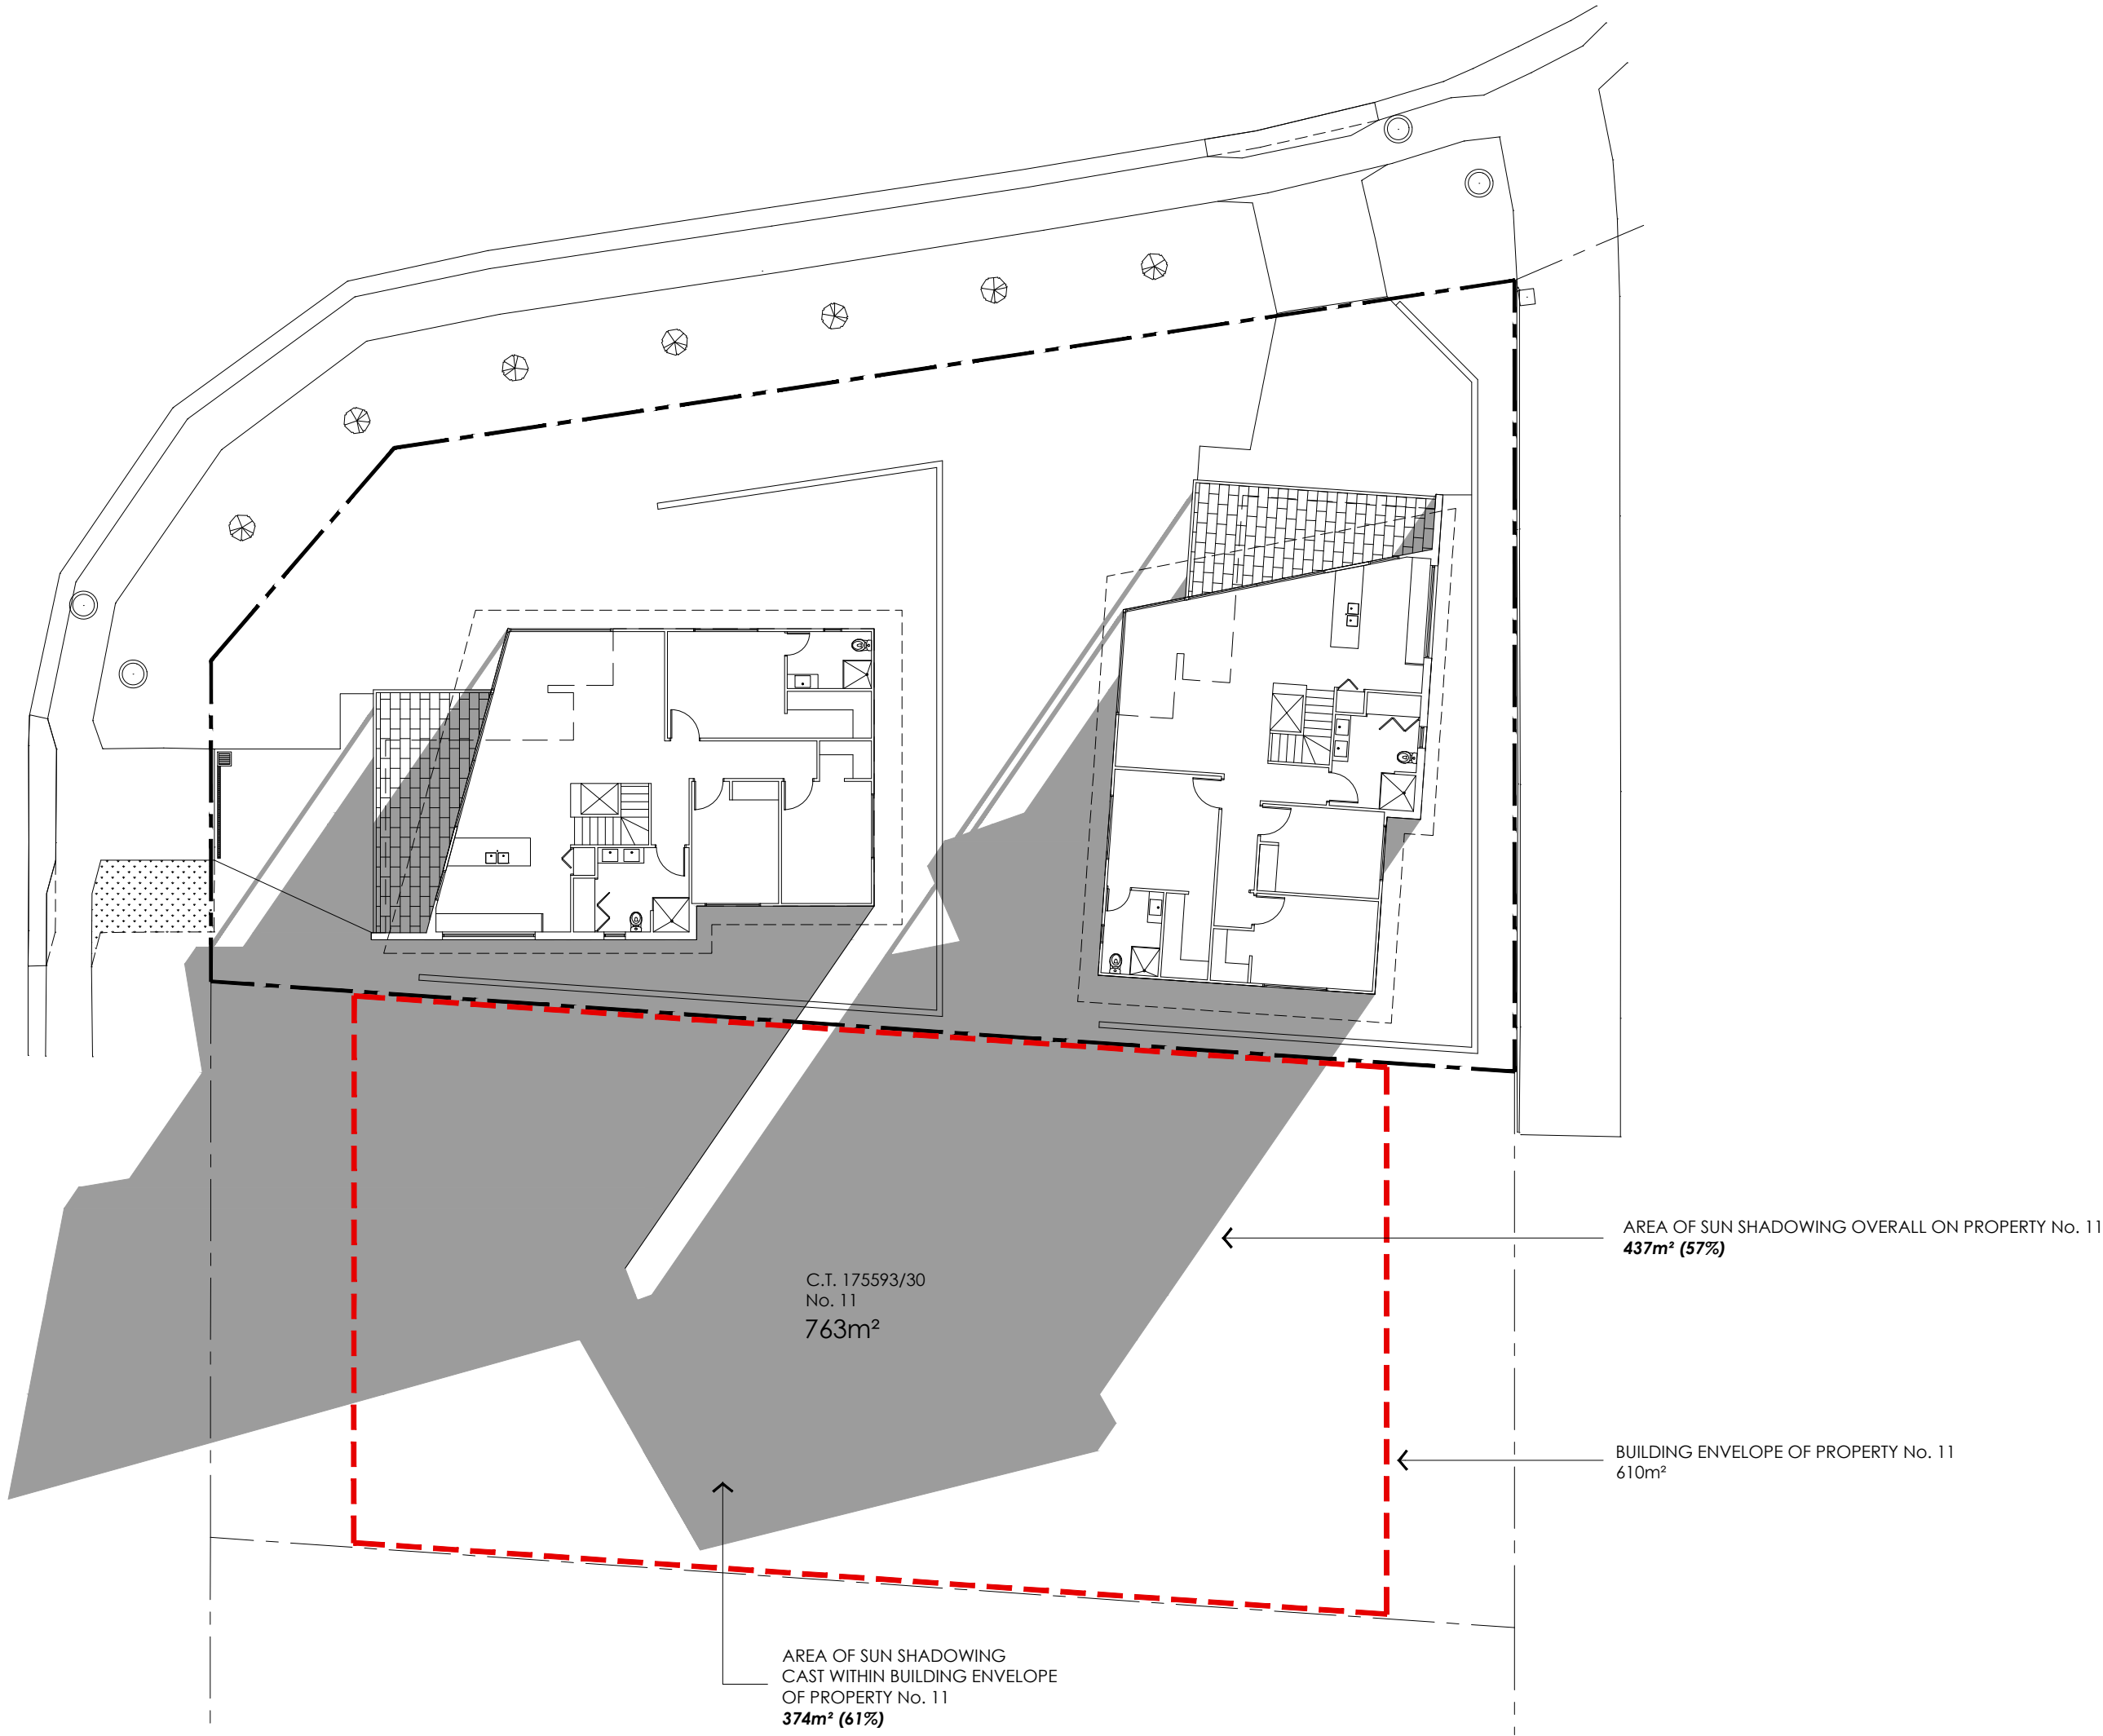 C.T. 175593/30
No. 11
763m²
AREA OF SUN SHADOWING OVERALL ON PROPERTY No. 11
437m² (57%)
BUILDING ENVELOPE OF PROPERTY No. 11
610m²
AREA OF SUN SHADOWING
CAST WITHIN BUILDING ENVELOPE
OF PROPERTY No. 11
374m² (61%)